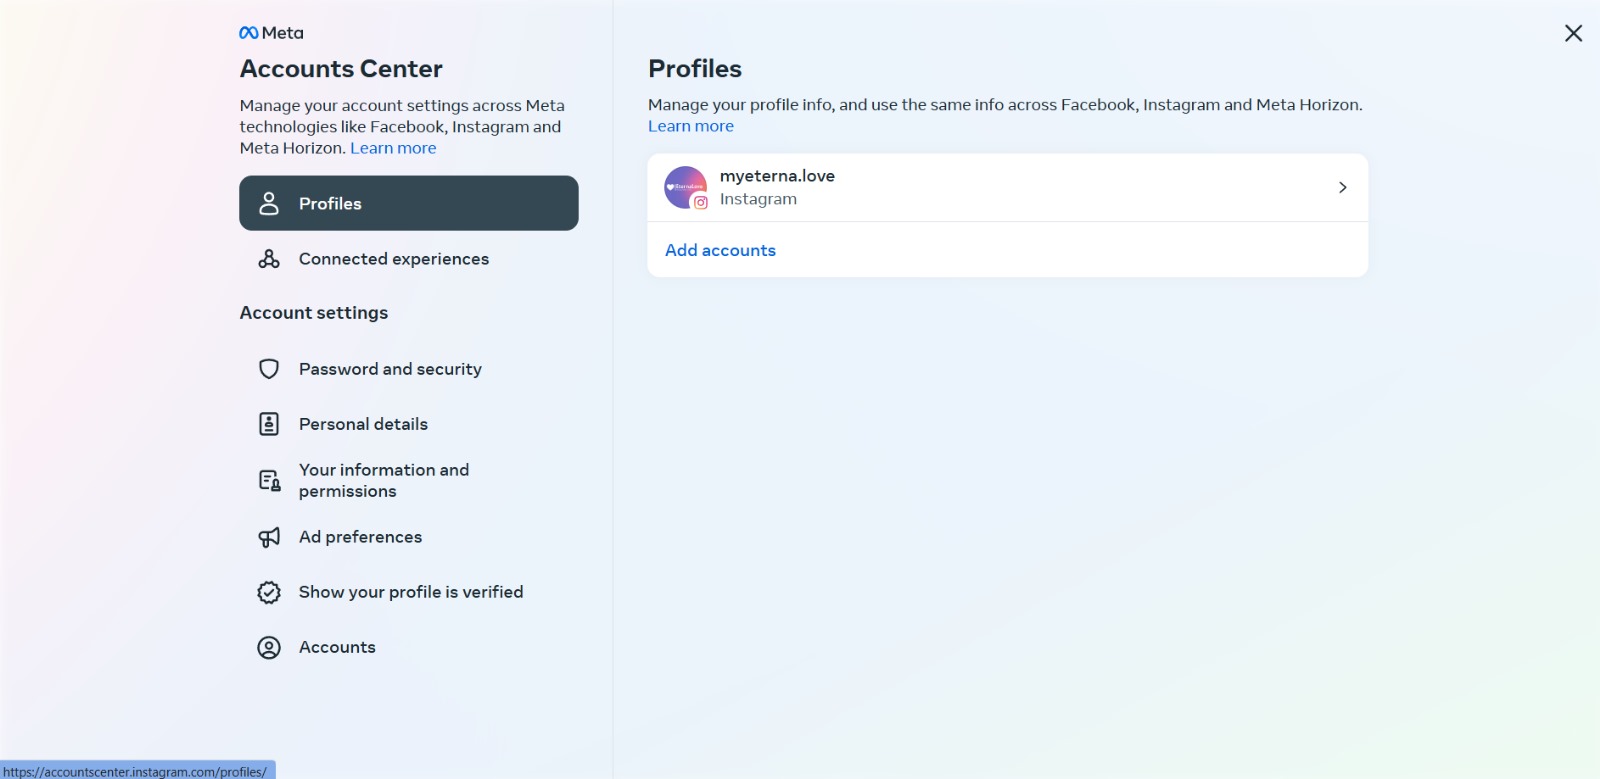 Meta
Accounts Center
Manage your account settings across Meta
technologies like Facebook, Instagram and
Meta Horizon. Learn more
Profiles
Connected experiences
Account settings
Password and security
Personal details
Your information and
permissions
Ad preferences
Show your profile is verified
Accounts
Profiles
Manage your profile info, and use the same info across Facebook, Instagram and Meta Horizon.
Learn more
myeterna.love
Instagram
Add accounts
https://accountscenter.instagram.com/profiles/